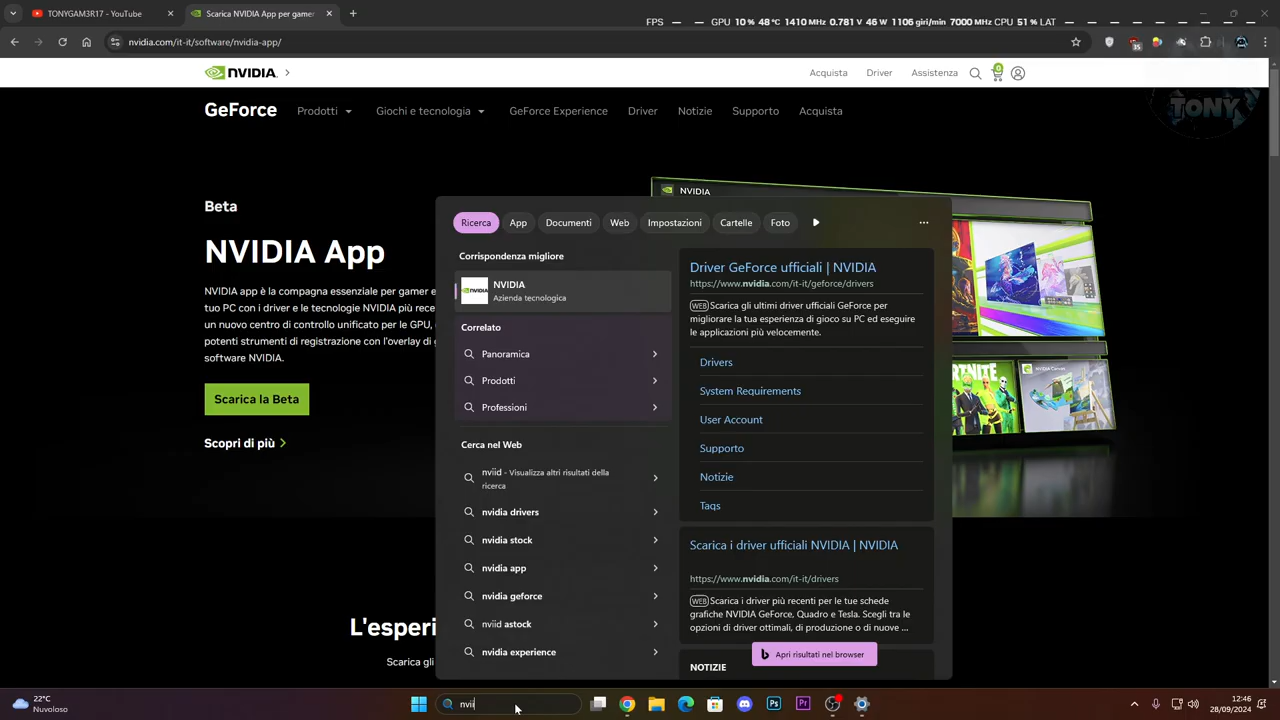 TONYGAM3R17 - YouTube
Scarica NVIDIA App per gamer e
FPS — — GPU 10 % 48 °C 1410 MHz 0.781 V 46 W 1106 giri/min 7000 MHz CPU 51 % LAT — — — — —
nvidia.com/it-it/software/nvidia-app/
35
NVIDIA.
Acquista
Driver
Assistenza
0
GeForce
Prodotti
Giochi e tecnologia
GeForce Experience
Driver
Notizie
Supporto
Acquista
TONY
Beta
NVIDIA App
NVIDIA app è la compagna essenziale per gamer e
tuo PC con i driver e le tecnologie NVIDIA più rece
un nuovo centro di controllo unificato per le GPU,
potenti strumenti di registrazione con l'overlay di g
software NVIDIA.
Scarica la Beta
Scopri di più
NVIDIA
FORTNITE
NVIDIA Canvas
L'esperi
Scarica gli
Ricerca
App
Documenti
Web
Impostazioni
Cartelle
Foto
Corrispondenza migliore
NVIDIA
Azienda tecnologica
Correlato
Panoramica
Prodotti
Professioni
Cerca nel Web
nviid - Visualizza altri risultati della
ricerca
nvidia drivers
nvidia stock
nvidia app
nvidia geforce
nviid astock
nvidia experience
Driver GeForce ufficiali | NVIDIA
https://www.nvidia.com/it-it/geforce/drivers
WEB Scarica gli ultimi driver ufficiali GeForce per
migliorare la tua esperienza di gioco su PC ed eseguire
le applicazioni più velocemente.
Drivers
System Requirements
User Account
Supporto
Notizie
Tags
Scarica i driver ufficiali NVIDIA | NVIDIA
https://www.nvidia.com/it-it/drivers
WEB Scarica i driver più recenti per le tue schede
grafiche NVIDIA GeForce, Quadro e Tesla. Scegli tra le
opzioni di driver ottimali, di produzione o di nuove ...
Apri risultati nel browser
NOTIZIE
22°C
Nuvoloso
nvii
Ps
Pr
12:46
28/09/2024